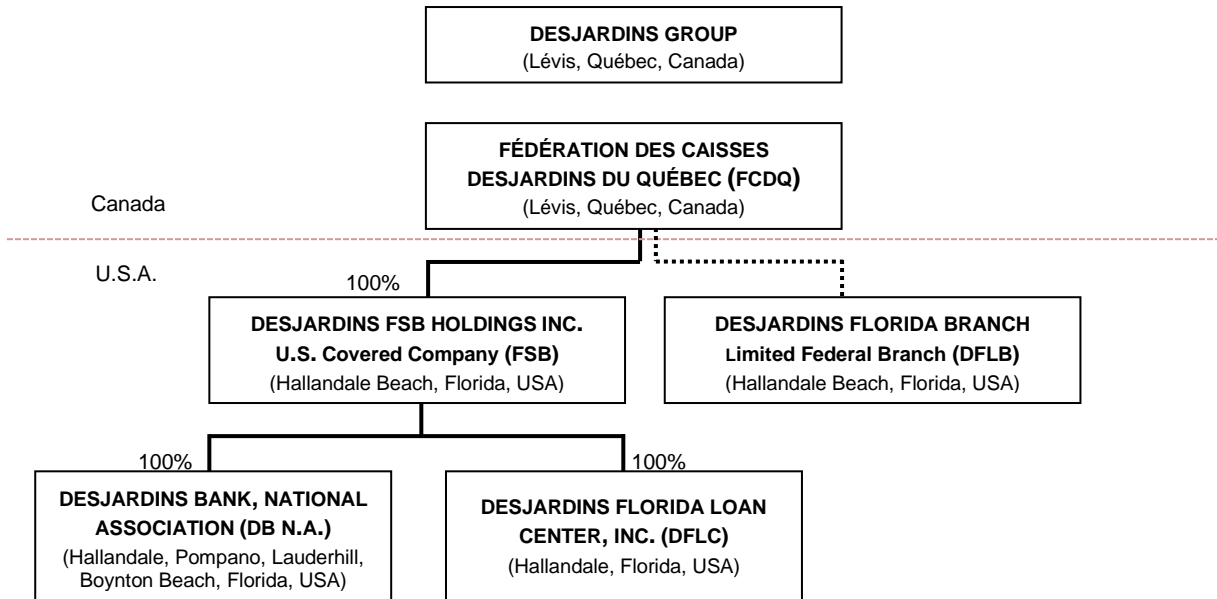 DESJARDINS GROUP
(Lévis, Québec, Canada)
FÉDÉRATION DES CAISSES
DESJARDINS DU QUÉBEC (FCDQ)
(Lévis, Québec, Canada)
Canada
U.S.A.
100%
DESJARDINS FSB HOLDINGS INC.
U.S. Covered Company (FSB)
(Hallandale Beach, Florida, USA)
DESJARDINS FLORIDA BRANCH
Limited Federal Branch (DFLB)
(Hallandale Beach, Florida, USA)
100%
100%
DESJARDINS BANK, NATIONAL
ASSOCIATION (DB N.A.)
(Hallandale, Pompano, Lauderhill,
Boynton Beach, Florida, USA)
DESJARDINS FLORIDA LOAN
CENTER, INC. (DFLC)
(Hallandale, Florida, USA)